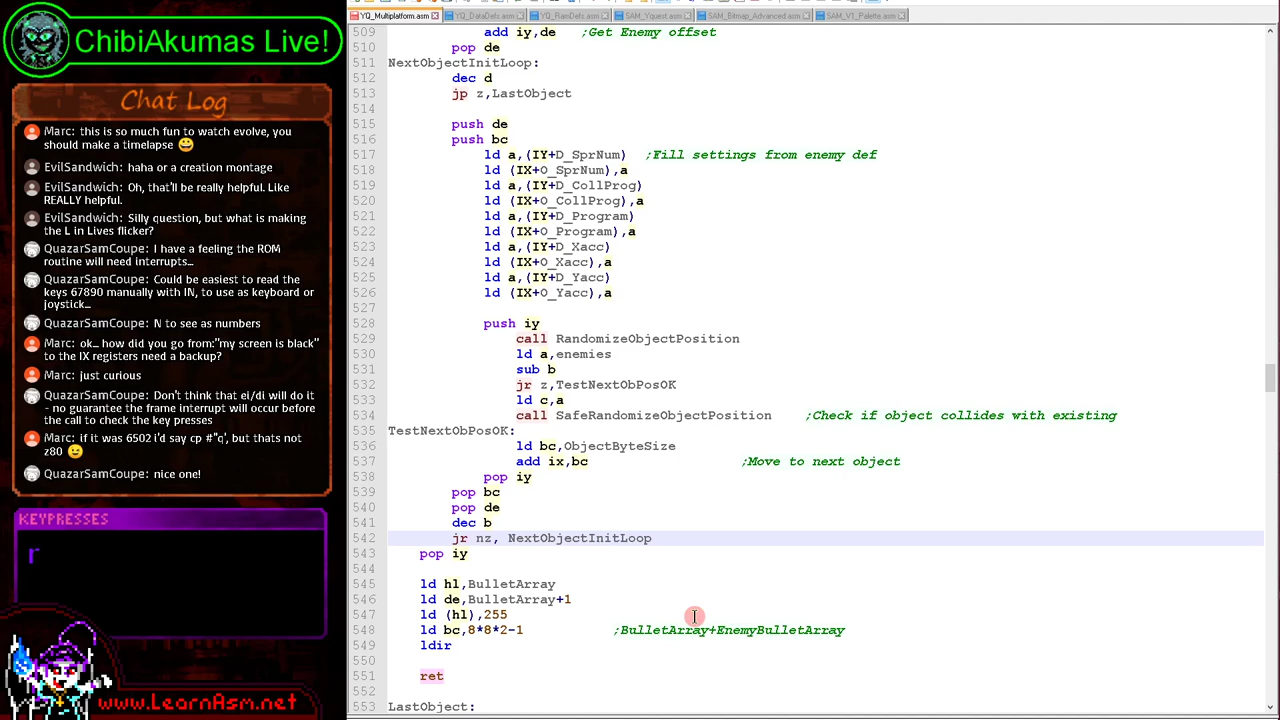 ChibiAkumas Live!
Chat Log
Marc: this is so much fun to watch evolve, you
should make a timelapse 😀
EvilSandwich: haha or a creation montage
EvilSandwich: Oh, that'll be really helpful. Like
REALLY helpful.
EvilSandwich: Silly question, but what is making
the L in Lives flicker?
QuazarSamCoupe: I have a feeling the ROM
routine will need interrupts...
QuazarSamCoupe: Could be easiest to read the
keys 67890 manually with IN, to use as keyboard or
joystick...
QuazarSamCoupe: N to see as numbers
Marc: ok... how did you go from:"my screen is black"
to the IX registers need a backup?
Marc: just curious
QuazarSamCoupe: Don't think that ei/di will do it
- no guarantee the frame interrupt will occur before
the call to check the key presses
Marc: if it was 6502 i'd say cp #"q', but thats not
z80 😉
QuazarSamCoupe: nice one!
KEYPRESSES
r
www.LearnAsm.net
YQ_Multiplatform.asm YQ_DataDefs.asm YQ_RamDefs.asm SAM_Yquest.asm SAM_Bitmap_Advanced.asm SAM_V1_Palette.asm
509 add iy,de ;Get Enemy offset
510 pop de
511 NextObjectInitLoop:
512 dec d
513 jp z,LastObject
514
515 push de
516 push bc
517 ld a,(IY+D_SprNum) ;Fill settings from enemy def
518 ld (IX+O_SprNum),a
519 ld a,(IY+D_CollProg)
520 ld (IX+O_CollProg),a
521 ld a,(IY+D_Program)
522 ld (IX+O_Program),a
523 ld a,(IY+D_Xacc)
524 ld (IX+O_Xacc),a
525 ld a,(IY+D_Yacc)
526 ld (IX+O_Yacc),a
527
528 push iy
529 call RandomizeObjectPosition
530 ld a,enemies
531 sub b
532 jr z,TestNextObPosOK
533 ld c,a
534 call SafeRandomizeObjectPosition ;Check if object collides with existing
535 TestNextObPosOK:
536 ld bc,ObjectByteSize
537 add ix,bc ;Move to next object
538 pop iy
539 pop bc
540 pop de
541 dec b
542 jr nz, NextObjectInitLoop
543 pop iy
544
545 ld hl,BulletArray
546 ld de,BulletArray+1
547 ld (hl),255
548 ld bc,8*8*2-1 ;BulletArray+EnemyBulletArray
549 ldir
550
551 ret
552
553 LastObject: